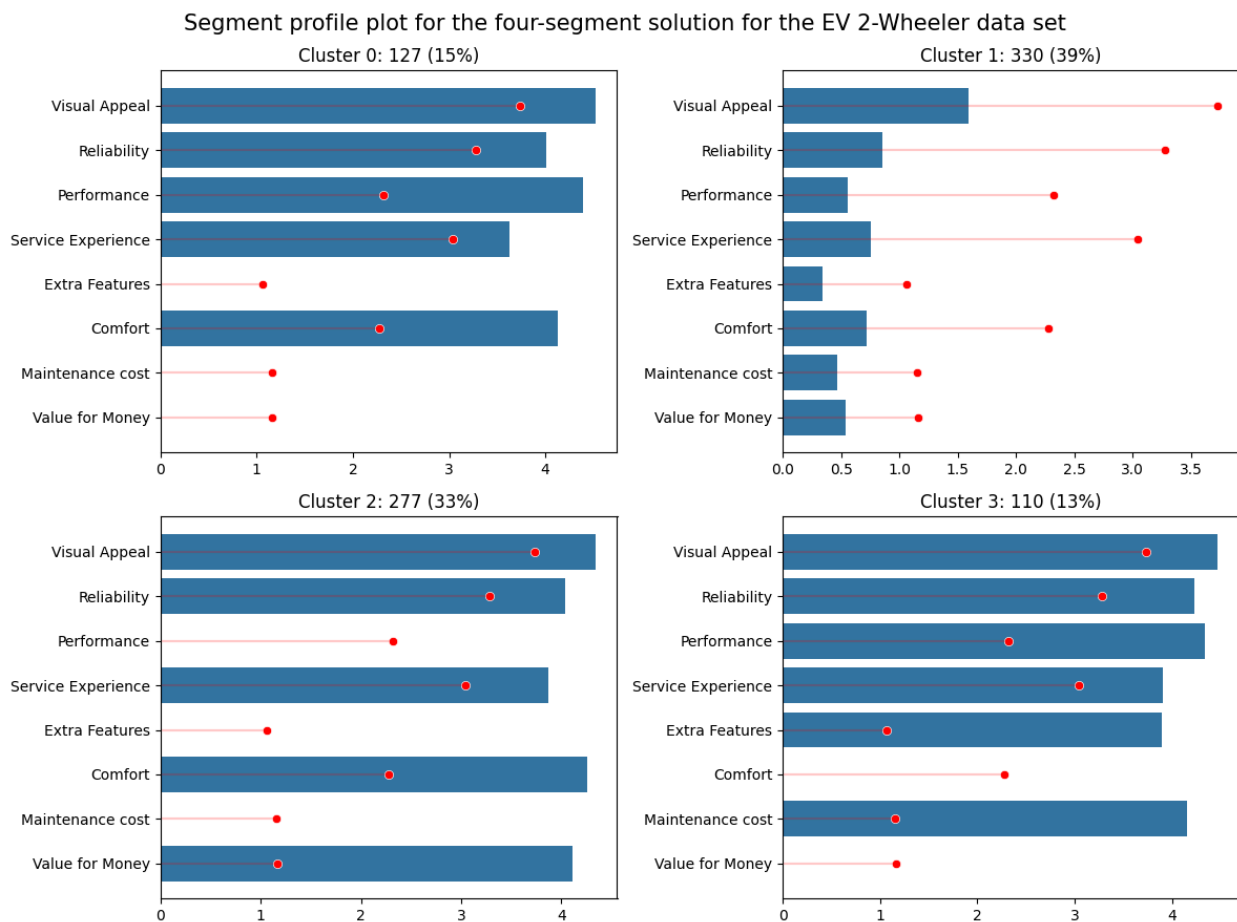 Segment profile plot for the four-segment solution for the EV 2-Wheeler data set
Cluster 0: 127 (15%)
Visual Appeal
Reliability
Performance
Service Experience
Extra Features
Comfort
Maintenance cost
Value for Money
0 1 2 3 4
Cluster 1: 330 (39%)
Visual Appeal
Reliability
Performance
Service Experience
Extra Features
Comfort
Maintenance cost
Value for Money
0.0 0.5 1.0 1.5 2.0 2.5 3.0 3.5
Cluster 2: 277 (33%)
Visual Appeal
Reliability
Performance
Service Experience
Extra Features
Comfort
Maintenance cost
Value for Money
0 1 2 3 4
Cluster 3: 110 (13%)
Visual Appeal
Reliability
Performance
Service Experience
Extra Features
Comfort
Maintenance cost
Value for Money
0 1 2 3 4